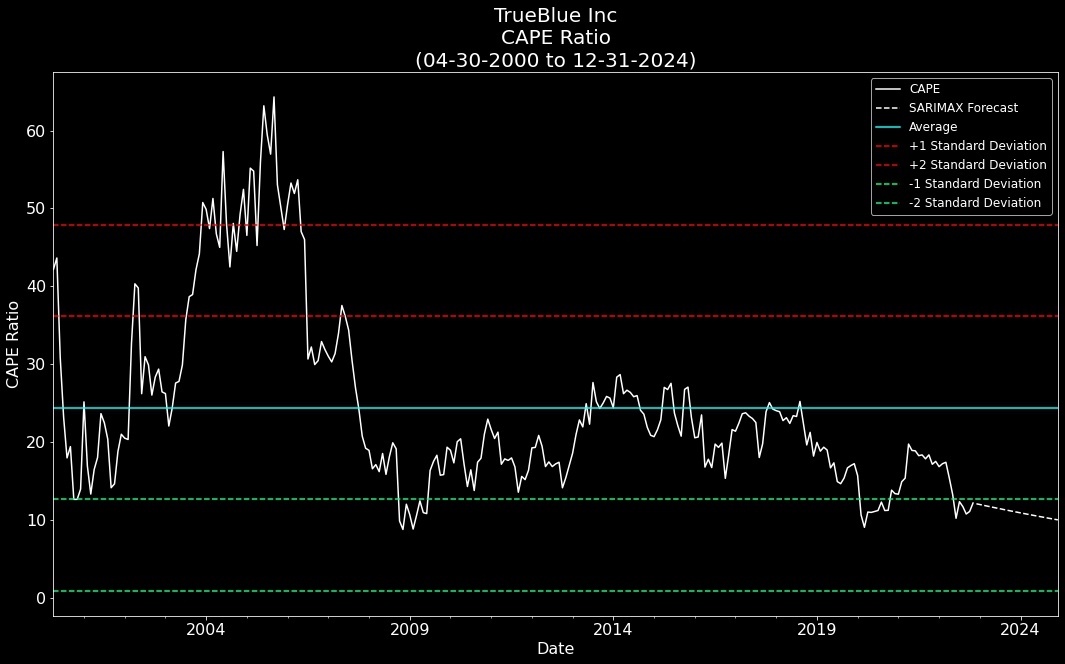 TrueBlue Inc
CAPE Ratio
(04-30-2000 to 12-31-2024)
CAPE
SARIMAX Forecast
Average
+1 Standard Deviation
+2 Standard Deviation
-1 Standard Deviation
-2 Standard Deviation
CAPE Ratio
60
50
40
30
20
10
0
2004
2009
2014
2019
2024
Date